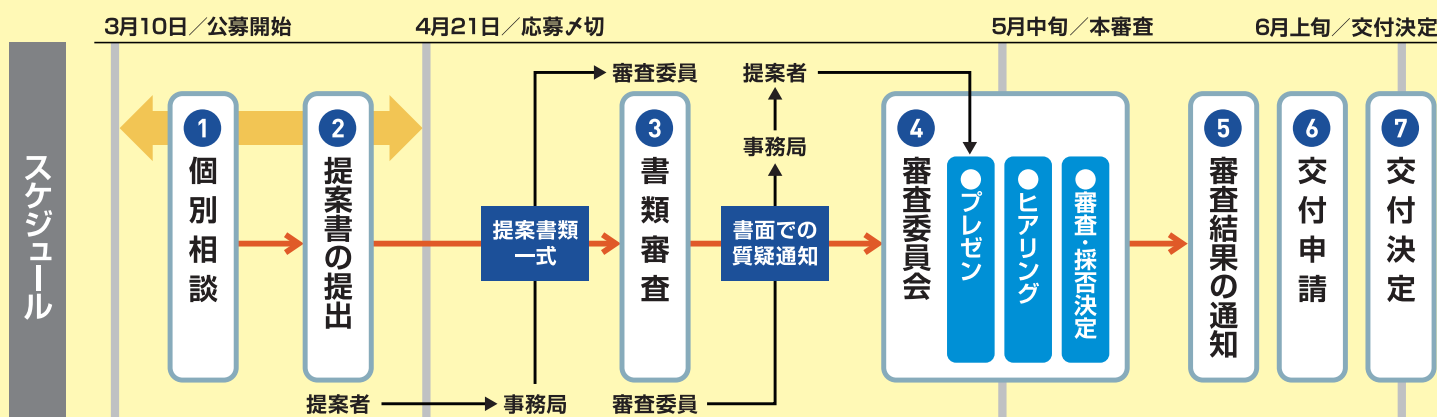 スケジュール
3月10日／公募開始
4月21日／応募〆切
5月中旬／本審査
6月上旬／交付決定
1
個別相談
2
提案書の提出
提案者
事務局
提案書類
一式
審査委員
3
書類審査
審査委員
書面での
質疑通知
事務局
提案者
4
審査委員会
●プレゼン
●ヒアリング
●審査・採否決定
5
審査結果の通知
6
交付申請
7
交付決定